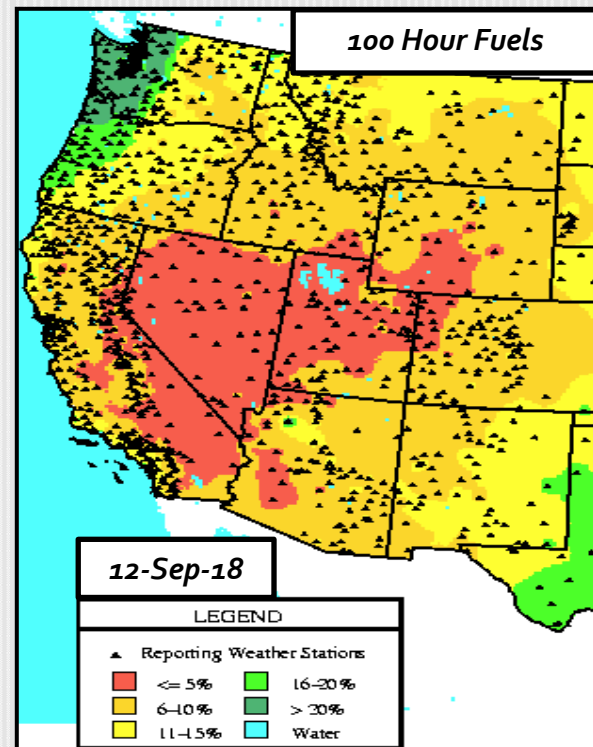 100 Hour Fuels
12-Sep-18
LEGEND
Reporting Weather Stations
<= 5% 16-20%
6-10% > 20%
11-15% Water